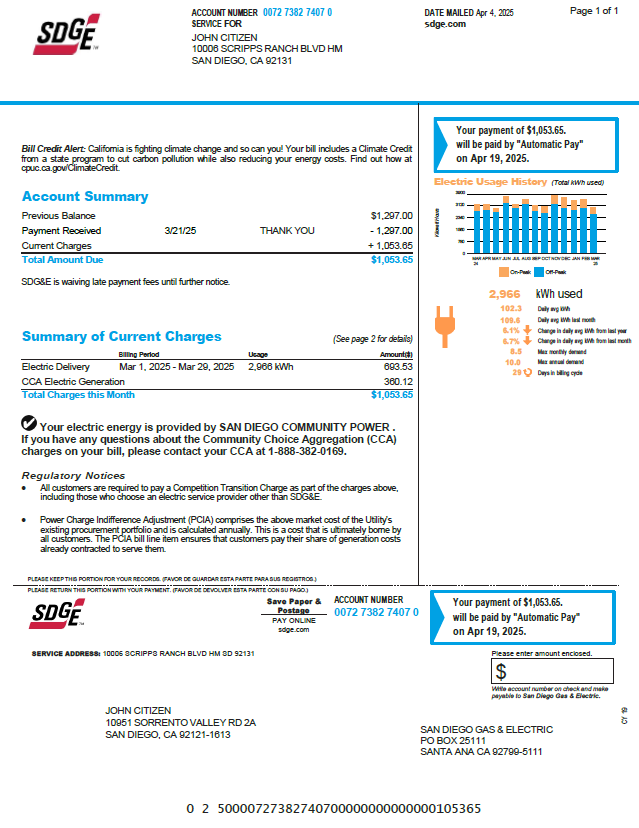 SDGE™
ACCOUNT NUMBER 0072 7382 7407 0
SERVICE FOR
JOHN CITIZEN
10006 SCRIPPS RANCH BLVD HM
SAN DIEGO, CA 92131
DATE MAILED Apr 4, 2025
sdge.com
Page 1 of 1
Bill Credit Alert: California is fighting climate change and so can you! Your bill includes a Climate Credit
from a state program to cut carbon pollution while also reducing your energy costs. Find out how at
cpuc.ca.gov/ClimateCredit.
Account Summary
Previous Balance $1,297.00
Payment Received 3/21/25 THANK YOU - 1,297.00
Current Charges + 1,053.65
Total Amount Due $1,053.65
SDG&E is waiving late payment fees until further notice.
Summary of Current Charges (See page 2 for details)
Billing Period Usage Amount($)
Electric Delivery Mar 1, 2025 - Mar 29, 2025 2,966 kWh 693.53
CCA Electric Generation 360.12
Total Charges this Month $1,053.65
Your electric energy is provided by SAN DIEGO COMMUNITY POWER .
If you have any questions about the Community Choice Aggregation (CCA)
charges on your bill, please contact your CCA at 1-888-382-0169.
Regulatory Notices
• All customers are required to pay a Competition Transition Charge as part of the charges above,
including those who choose an electric service provider other than SDG&E.
• Power Charge Indifference Adjustment (PCIA) comprises the above market cost of the Utility's
existing procurement portfolio and is calculated annually. This is a cost that is ultimately borne by
all customers. The PCIA bill line item ensures that customers pay their share of generation costs
already contracted to serve them.
Your payment of $1,053.65.
will be paid by "Automatic Pay"
on Apr 19, 2025.
Electric Usage History (Total kWh used)
MAR APR MAY JUN JUL AUG SEP OCT NOV DEC JAN FEB MAR
24 25
On-Peak Off-Peak
2,966 kWh used
102.3 Daily avg kWh
109.6 Daily avg kWh last month
6.1% Change in daily avg kWh from last year
6.7% Change in daily avg kWh from last month
8.5 Max monthly demand
10.0 Max annual demand
29 Days in billing cycle
PLEASE KEEP THIS PORTION FOR YOUR RECORDS. (FAVOR DE GUARDAR ESTA PARTE PARA SUS REGISTROS.)
PLEASE RETURN THIS PORTION WITH YOUR PAYMENT. (FAVOR DE DEVOLVER ESTA PARTE CON SU PAGO.)
SDGE™
Save Paper &
Postage
PAY ONLINE
sdge.com
ACCOUNT NUMBER
0072 7382 7407 0
Your payment of $1,053.65.
will be paid by "Automatic Pay"
on Apr 19, 2025.
SERVICE ADDRESS: 10006 SCRIPPS RANCH BLVD HM SD 92131
Please enter amount enclosed.
$
Write account number on check and make
payable to San Diego Gas & Electric.
CY 19
JOHN CITIZEN
10951 SORRENTO VALLEY RD 2A
SAN DIEGO, CA 92121-1613
SAN DIEGO GAS & ELECTRIC
PO BOX 25111
SANTA ANA CA 92799-5111
0 2 500007273827407000000000000000105365